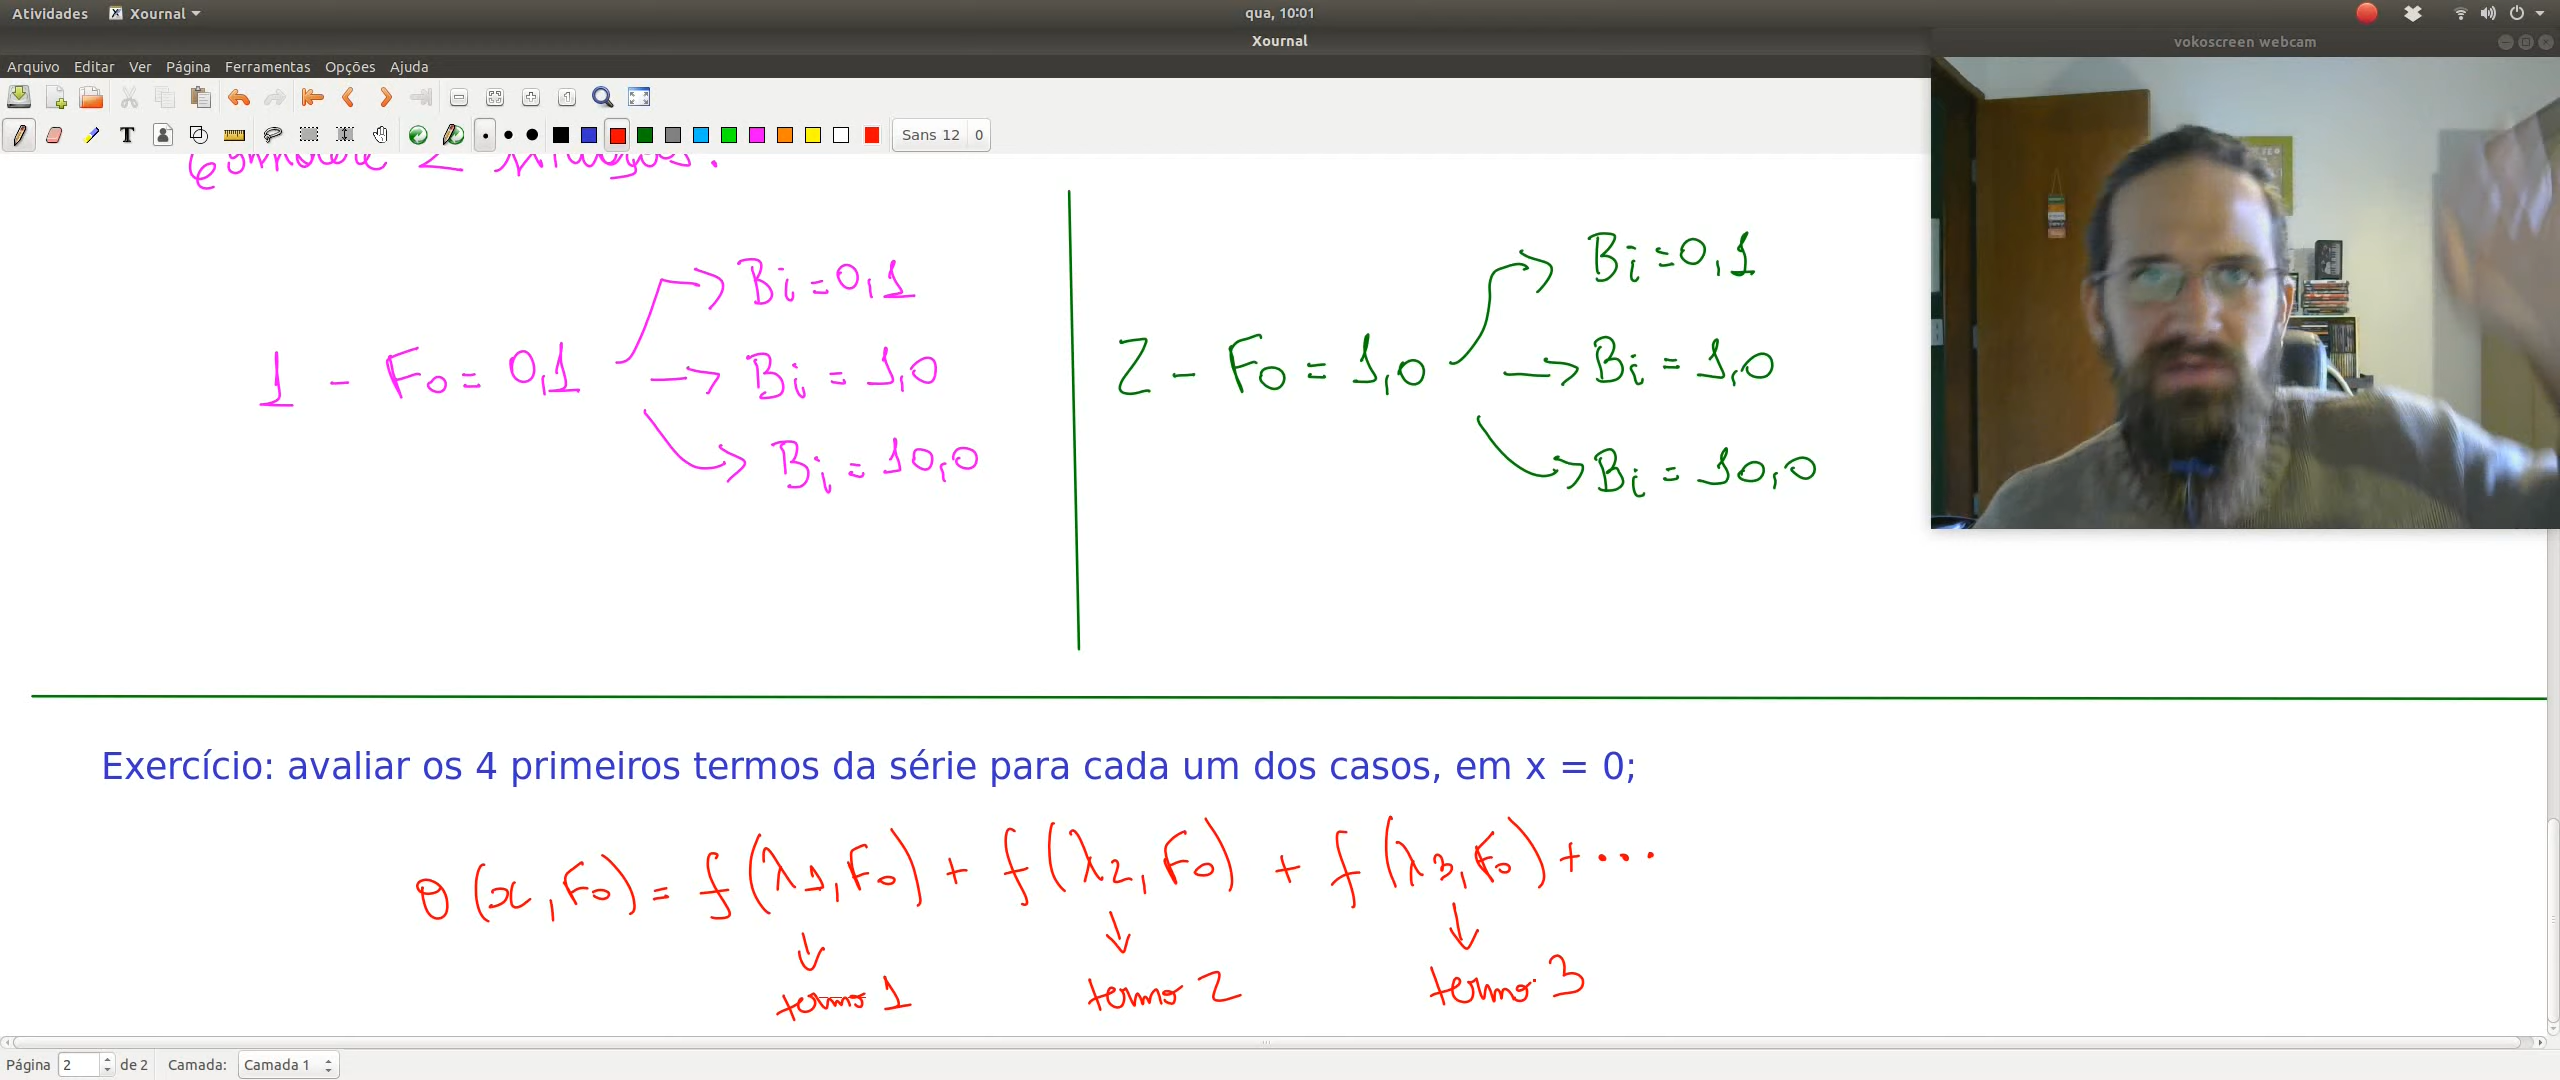 Atividades Xournal qua, 10:01
Xournal
vokoscreen webcam
Arquivo Editar Ver Página Ferramentas Opções Ajuda
Sans 12 0
2
1 - Fo = 0,1
Bi = 0,1
Bi = 1,0
Bi = 10,0
2 - Fo = 1,0
Bi = 0,1
Bi = 1,0
Bi = 10,0
Exercício: avaliar os 4 primeiros termos da série para cada um dos casos, em x = 0;
θ (x, Fo) = f (λ1, Fo) + f (λ2, Fo) + f (λ3, Fo) + ...
termo 1 termo 2 termo 3
Página 2 de 2 Camada: Camada 1